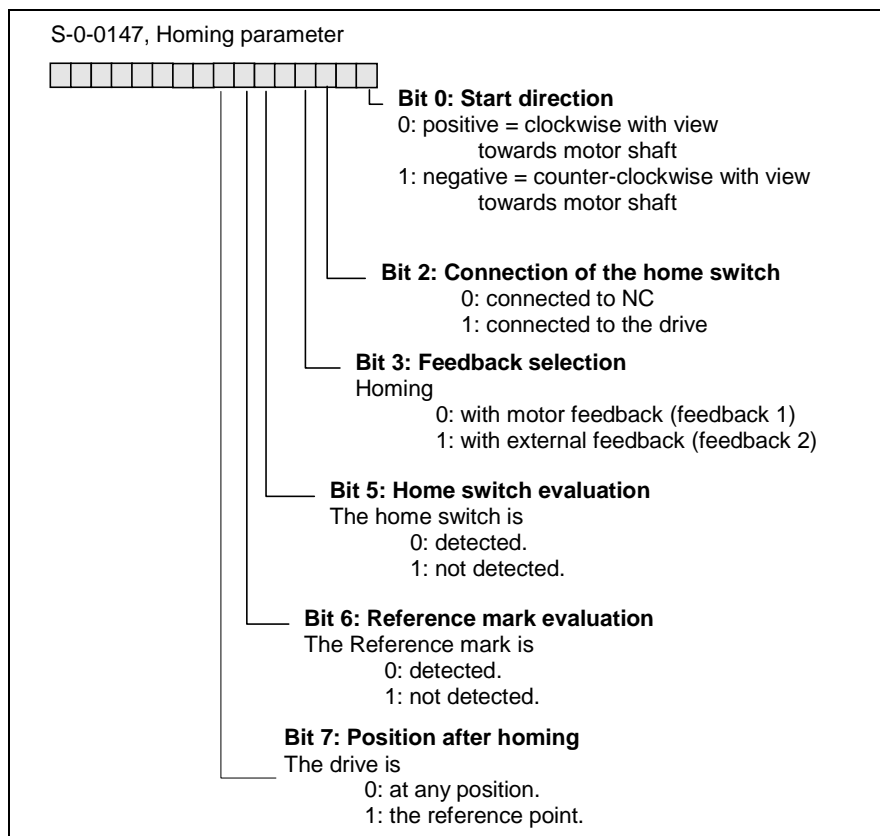 S-0-0147, Homing parameter
Bit 0: Start direction
0: positive = clockwise with view
towards motor shaft
1: negative = counter-clockwise with view
towards motor shaft
Bit 2: Connection of the home switch
0: connected to NC
1: connected to the drive
Bit 3: Feedback selection
Homing
0: with motor feedback (feedback 1)
1: with external feedback (feedback 2)
Bit 5: Home switch evaluation
The home switch is
0: detected.
1: not detected.
Bit 6: Reference mark evaluation
The Reference mark is
0: detected.
1: not detected.
Bit 7: Position after homing
The drive is
0: at any position.
1: the reference point.